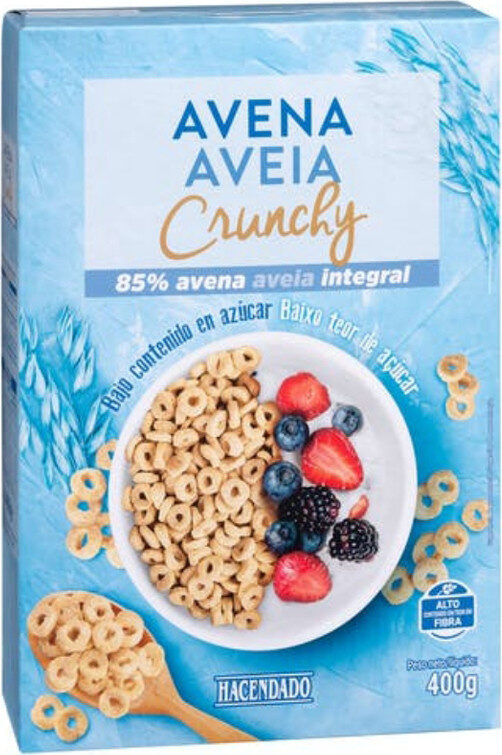 AVENA
AVEIA
Crunchy
85% avena aveia integral
Bajo contenido en azúcar Baixo teor de açúcar
ALTO
CONTENIDO EN/TEOR EM
FIBRA
Peso neto/líquido:
400g
HACENDADO